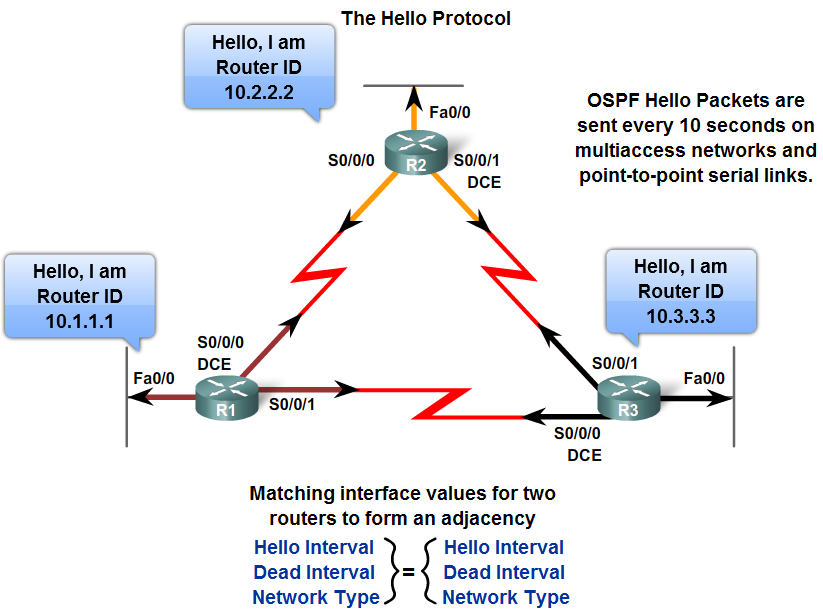 The Hello Protocol
Hello, I am
Router ID
10.2.2.2
Fa0/0
OSPF Hello Packets are
sent every 10 seconds on
multiaccess networks and
point-to-point serial links.
S0/0/0
R2
S0/0/1
DCE
Hello, I am
Router ID
10.1.1.1
Hello, I am
Router ID
10.3.3.3
S0/0/0
DCE
Fa0/0
R1
S0/0/1
S0/0/1
Fa0/0
R3
S0/0/0
DCE
Matching interface values for two
routers to form an adjacency
Hello Interval Hello Interval
Dead Interval = Dead Interval
Network Type Network Type